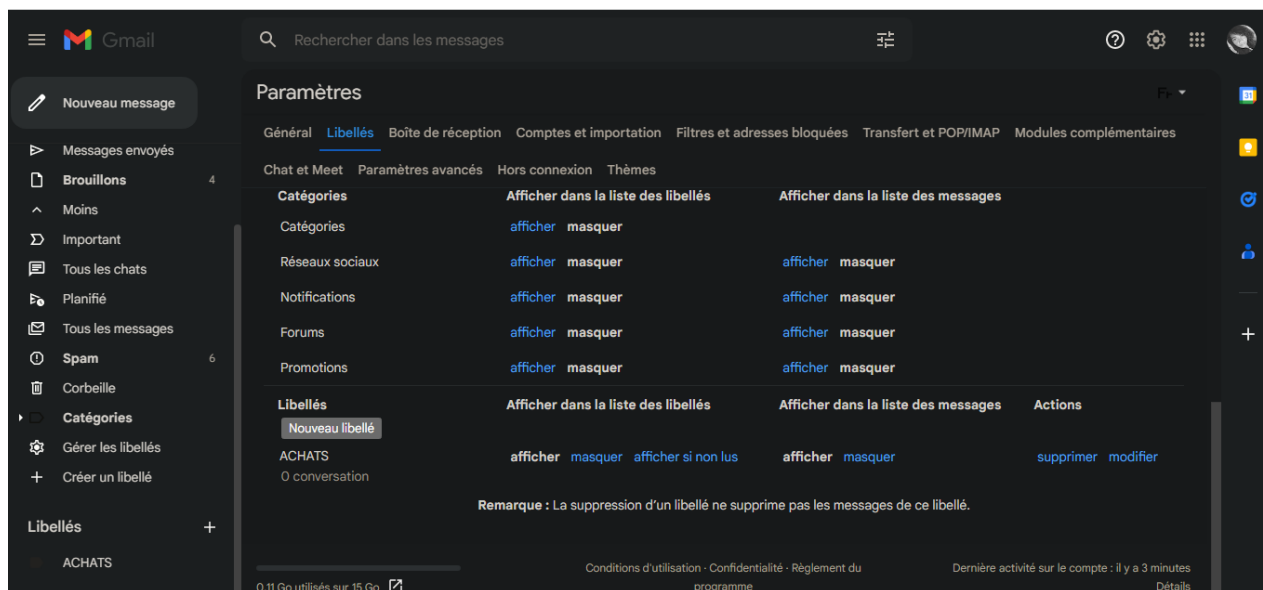 Gmail
Rechercher dans les messages
Nouveau message
Messages envoyés
Brouillons 4
Moins
Important
Tous les chats
Planifié
Tous les messages
Spam 6
Corbeille
Catégories
Gérer les libellés
Créer un libellé
Libellés
ACHATS
Paramètres
Fr
Général Libellés Boîte de réception Comptes et importation Filtres et adresses bloquées Transfert et POP/IMAP Modules complémentaires
Chat et Meet Paramètres avancés Hors connexion Thèmes
Catégories Afficher dans la liste des libellés Afficher dans la liste des messages
Catégories afficher masquer
Réseaux sociaux afficher masquer afficher masquer
Notifications afficher masquer afficher masquer
Forums afficher masquer afficher masquer
Promotions afficher masquer afficher masquer
Libellés Afficher dans la liste des libellés Afficher dans la liste des messages Actions
Nouveau libellé
ACHATS afficher masquer afficher si non lus afficher masquer supprimer modifier
0 conversation
Remarque : La suppression d'un libellé ne supprime pas les messages de ce libellé.
0,11 Go utilisés sur 15 Go
Conditions d'utilisation · Confidentialité · Règlement du
programme
Dernière activité sur le compte : il y a 3 minutes
Détails
31